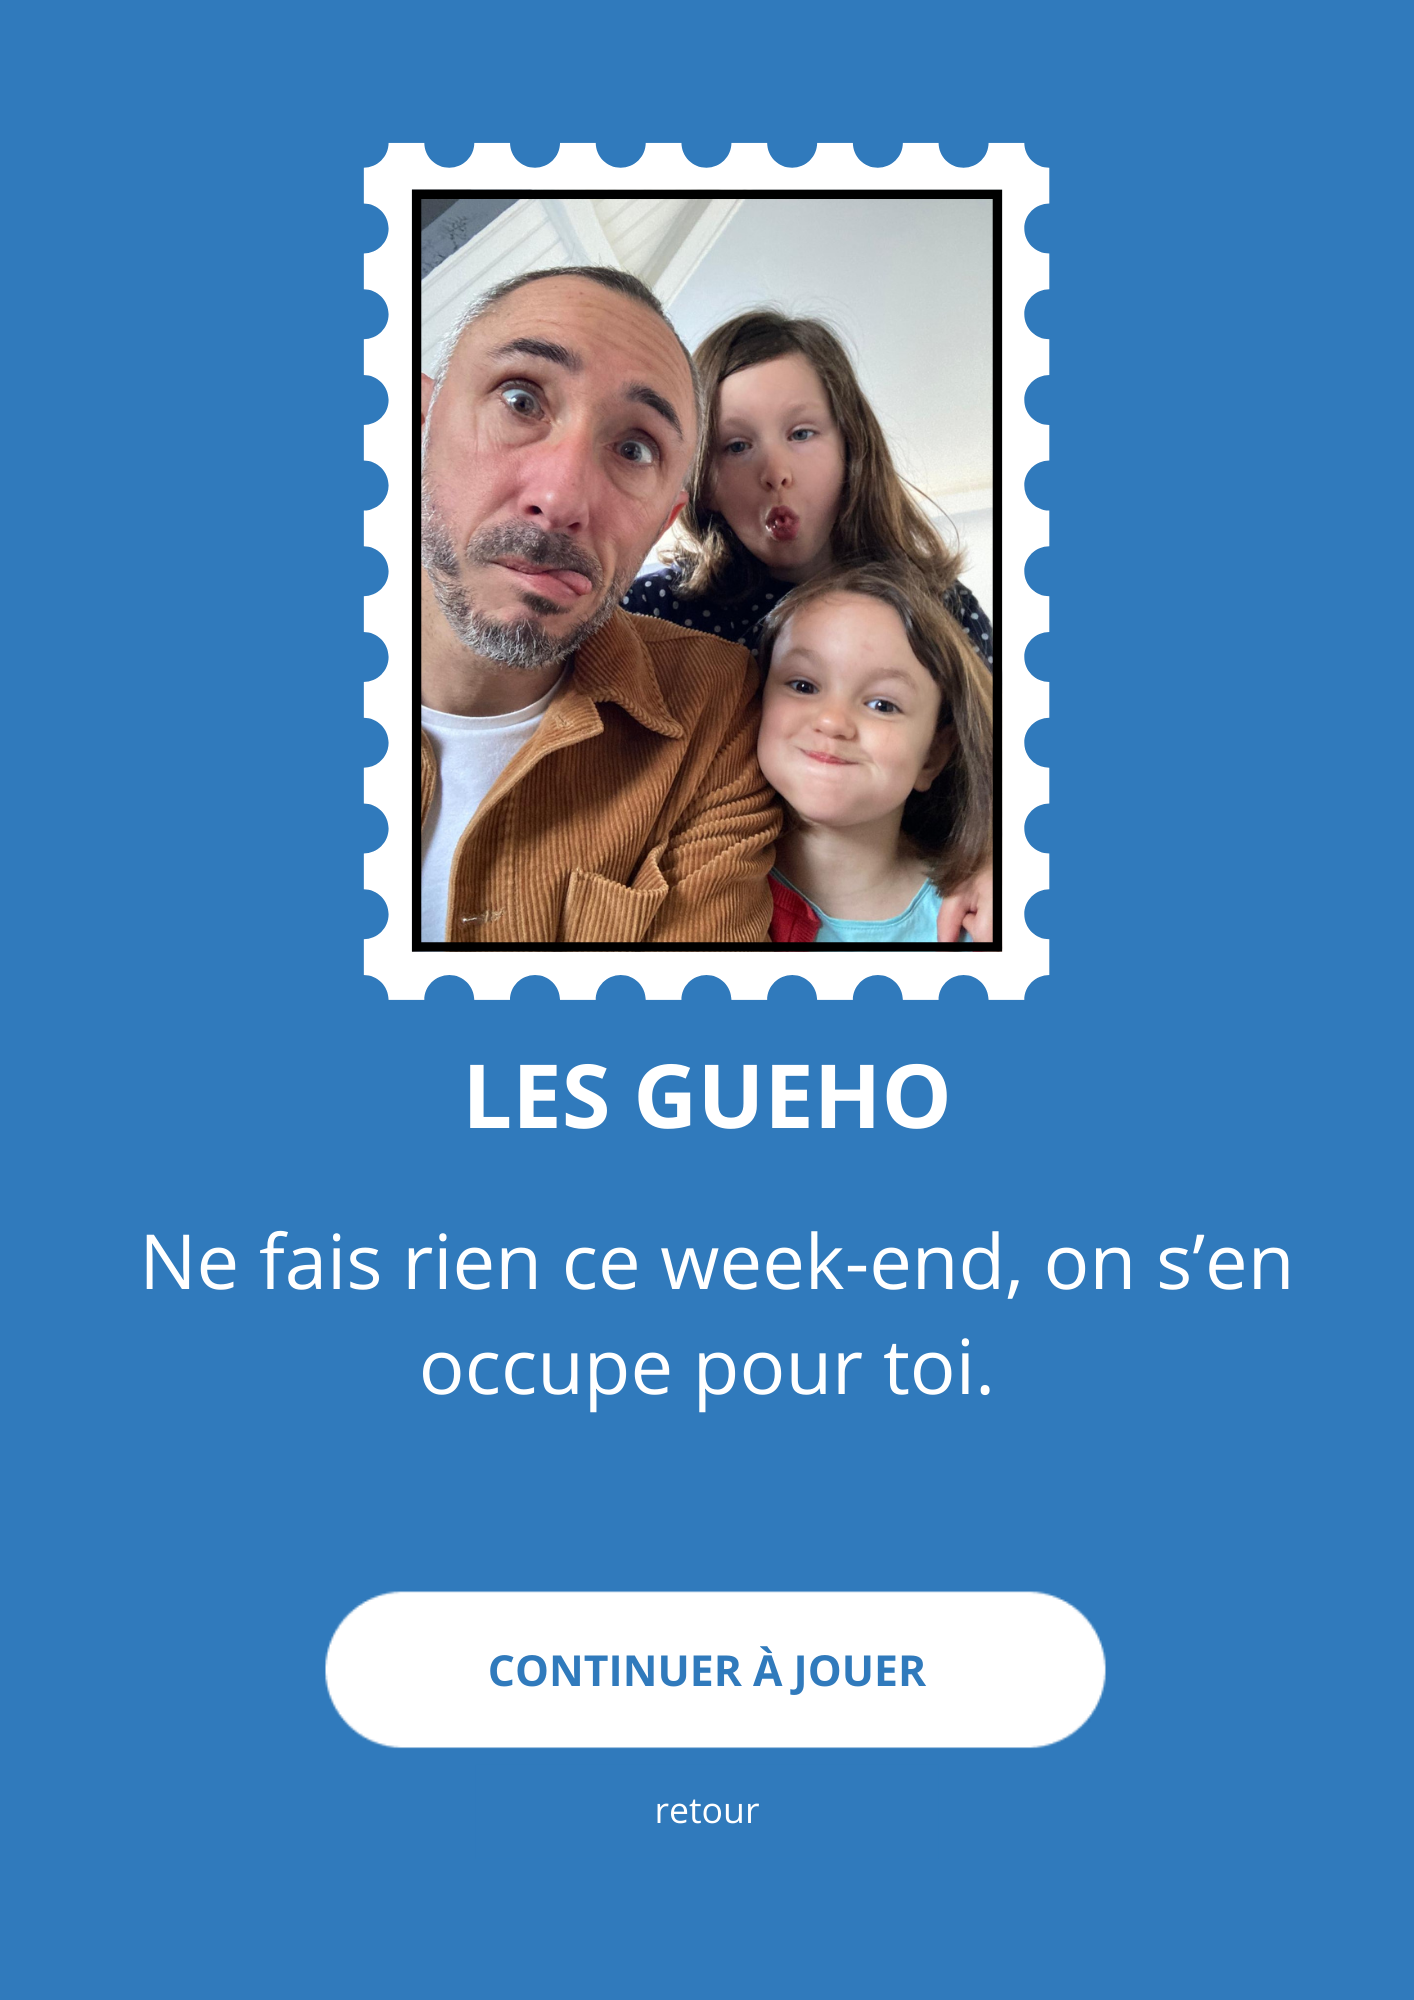 LES GUEHO
Ne fais rien ce week-end, on s’en
occupe pour toi.
CONTINUER À JOUER
retour